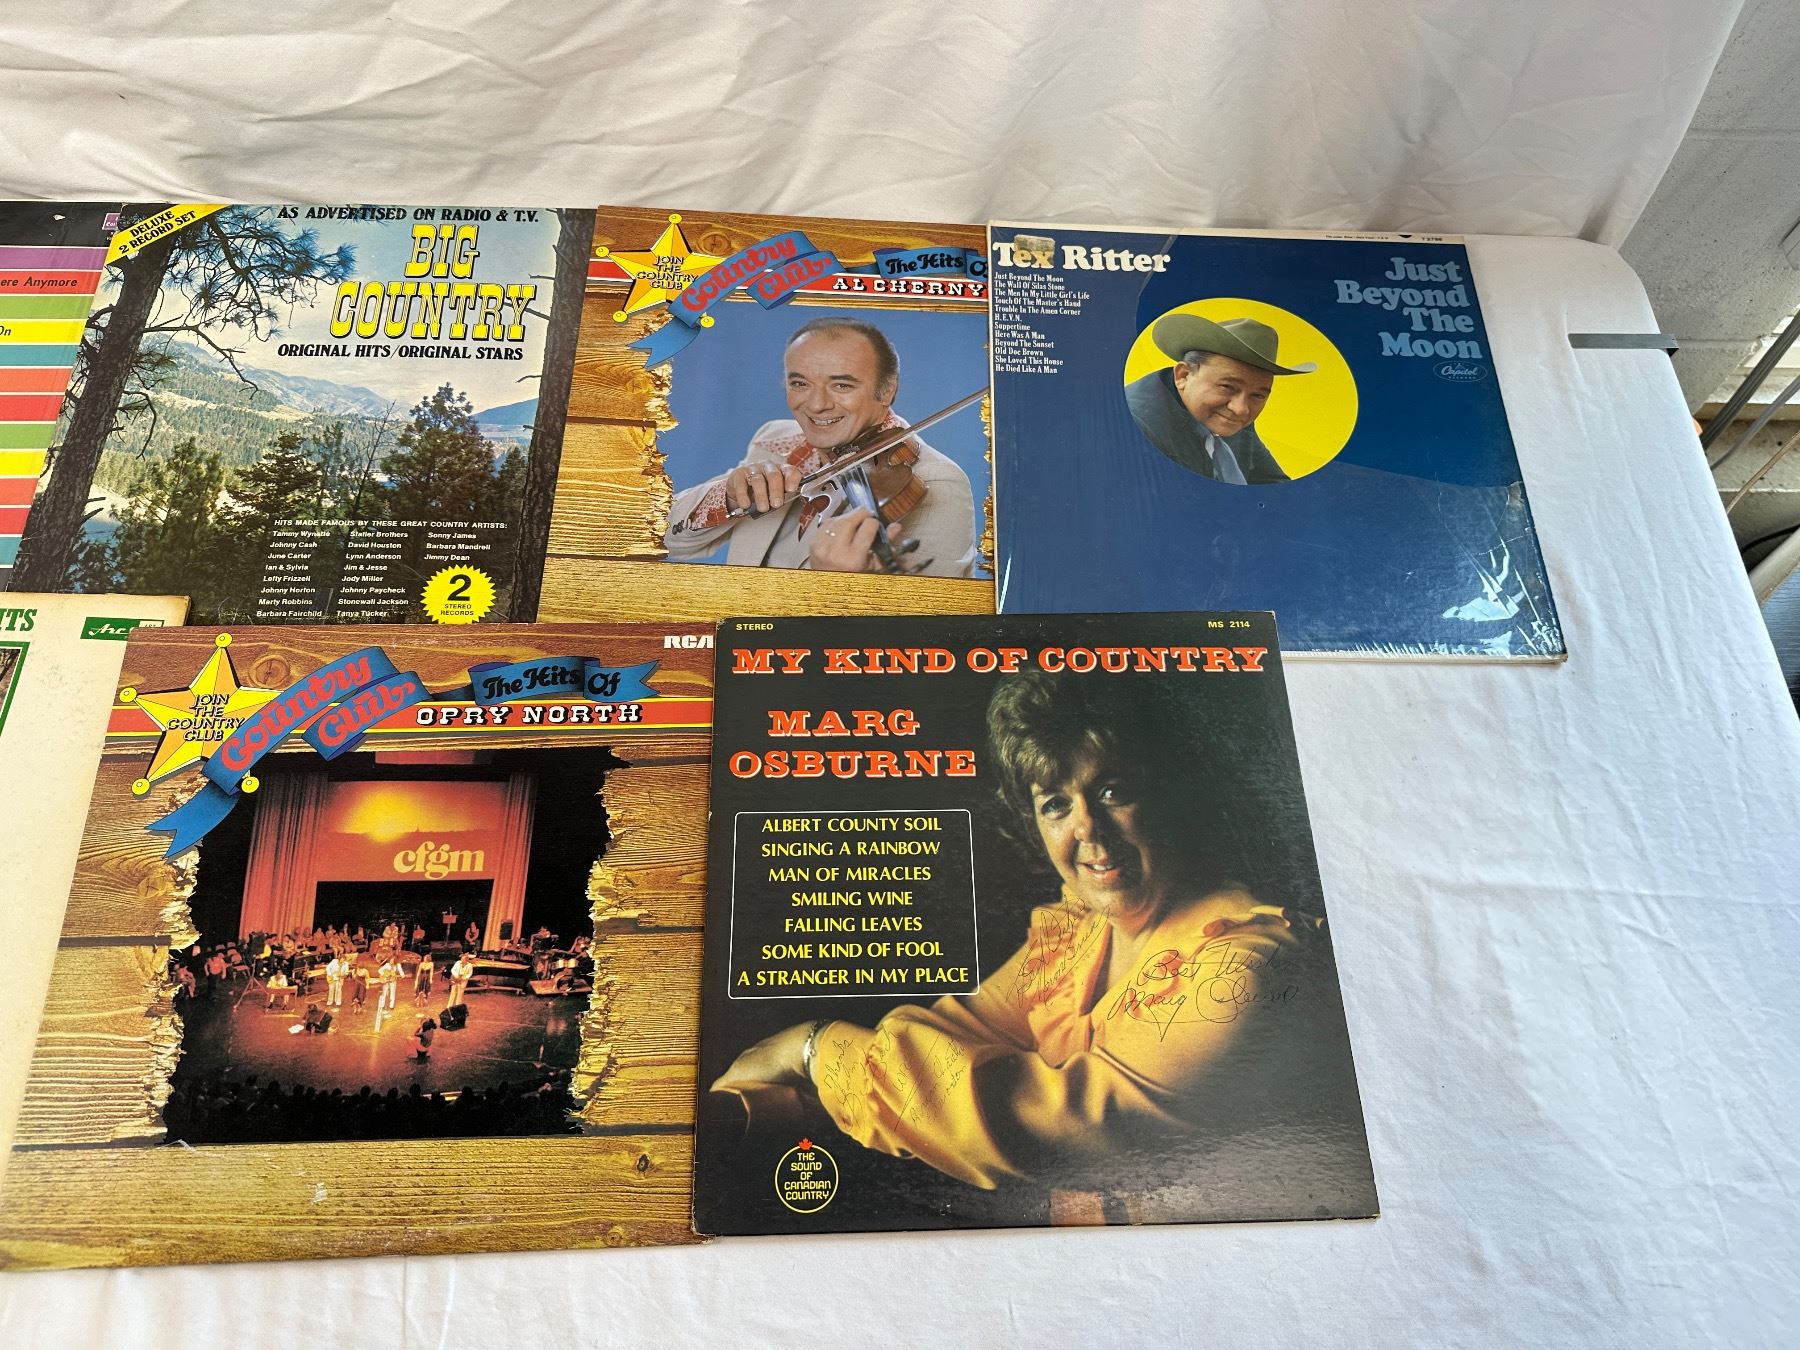 ere Anymore
On
DELUXE
2 RECORD SET
AS ADVERTISED ON RADIO & T.V.
BIG
COUNTRY
ORIGINAL HITS/ORIGINAL STARS
HITS MADE FAMOUS BY THESE GREAT COUNTRY ARTISTS:
Tammy Wynette
Johnny Cash
June Carter
Ian & Sylvia
Lefty Frizzell
Johnny Horton
Marty Robbins
Barbara Fairchild
Statler Brothers
David Houston
Lynn Anderson
Jim & Jesse
Jody Miller
Johnny Paycheck
Stonewall Jackson
Tanya Tucker
Sonny James
Barbara Mandrell
Jimmy Dean
2
STEREO
RECORDS
JOIN
THE
COUNTRY
CLUB
Country
Club
The Hits Of
AL CHERNY
Tex Ritter
Just Beyond The Moon
The Wall Of Silas Stone
The Men In My Little Girl's Life
Touch Of The Master's Hand
Trouble In The Amen Corner
H.E.V.N.
Suppertime
Here Was A Man
Beyond The Sunset
Old Doc Brown
She Loved This House
He Died Like A Man
T 2786
Just
Beyond
The
Moon
Capitol
RECORDS
ITS
Arc
RCA
JOIN
THE
COUNTRY
CLUB
Country
Club
The Hits Of
OPRY NORTH
cfgm
STEREO
MS 2114
MY KIND OF COUNTRY
MARG
OSBURNE
ALBERT COUNTY SOIL
SINGING A RAINBOW
MAN OF MIRACLES
SMILING WINE
FALLING LEAVES
SOME KIND OF FOOL
A STRANGER IN MY PLACE
Best Wishes
Marg Osburne
Thanks
THE
SOUND
OF
CANADIAN
COUNTRY